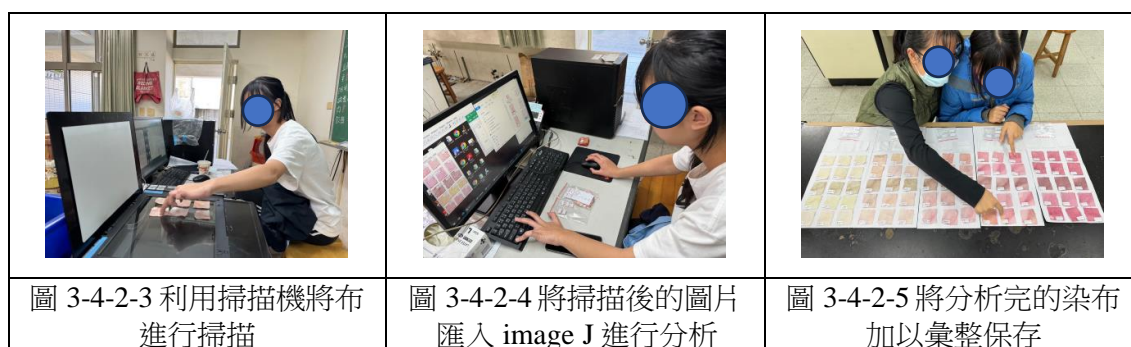 圖 3-4-2-3 利用掃描機將布
進行掃描
圖 3-4-2-4 將掃描後的圖片
匯入 image J 進行分析
圖 3-4-2-5 將分析完的染布
加以彙整保存